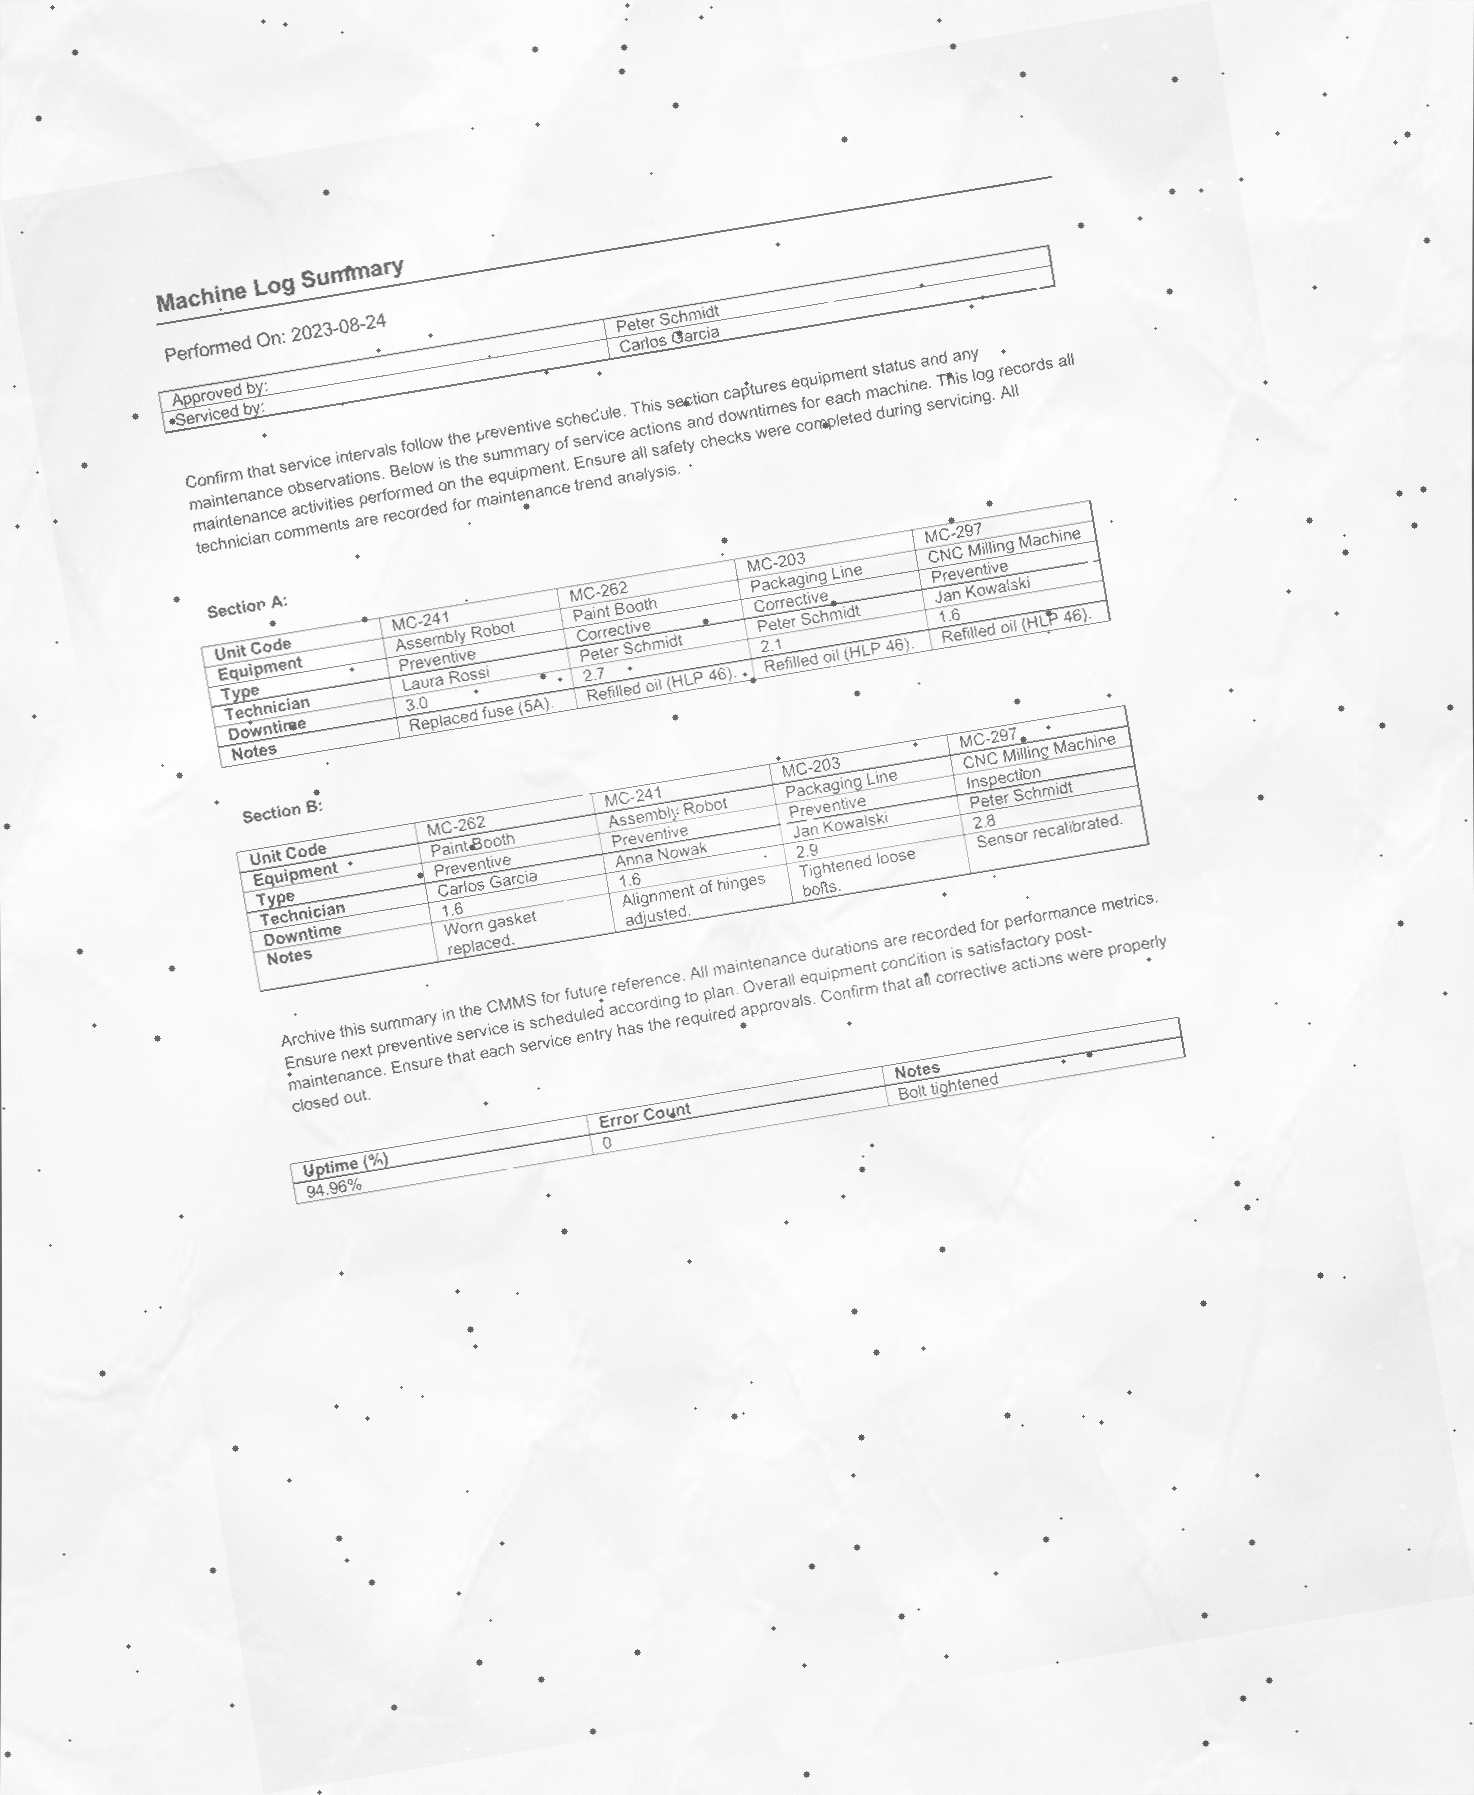 Machine Log Summary
Performed On: 2023-08-24
Approved by: Peter Schmidt
Serviced by: Carlos Garcia
Confirm that service intervals follow the preventive schedule. This section captures equipment status and any
maintenance observations. Below is the summary of service actions and downtimes for each machine. This log records all
maintenance activities performed on the equipment. Ensure all safety checks were completed during servicing. All
technician comments are recorded for maintenance trend analysis.
Section A:
Unit Code MC-241 MC-262 MC-203 MC-297
Equipment Assembly Robot Paint Booth Packaging Line CNC Milling Machine
Type Preventive Corrective Corrective Preventive
Technician Laura Rossi Peter Schmidt Peter Schmidt Jan Kowalski
Downtime 3.0 2.7 2.1 1.6
Notes Replaced fuse (5A). Refilled oil (HLP 46). Refilled oil (HLP 46). Refilled oil (HLP 46).
Section B:
Unit Code MC-262 MC-241 MC-203 MC-297
Equipment Paint Booth Assembly Robot Packaging Line CNC Milling Machine
Type Preventive Preventive Preventive Inspection
Technician Carlos Garcia Anna Nowak Jan Kowalski Peter Schmidt
Downtime 1.6 1.6 2.9 2.8
Notes Worn gasket Alignment of hinges Tightened loose Sensor recalibrated.
replaced. adjusted. bolts.
Archive this summary in the CMMS for future reference. All maintenance durations are recorded for performance metrics.
Ensure next preventive service is scheduled according to plan. Overall equipment condition is satisfactory post-
maintenance. Ensure that each service entry has the required approvals. Confirm that all corrective actions were properly
closed out.
Uptime (%) Error Count Notes
94.96% 0 Bolt tightened